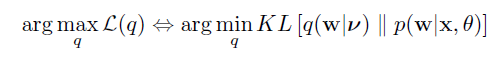 arg max_q ℒ(q) ⇔ arg min_q KL [q(w|ν) ∥ p(w|x, θ)]